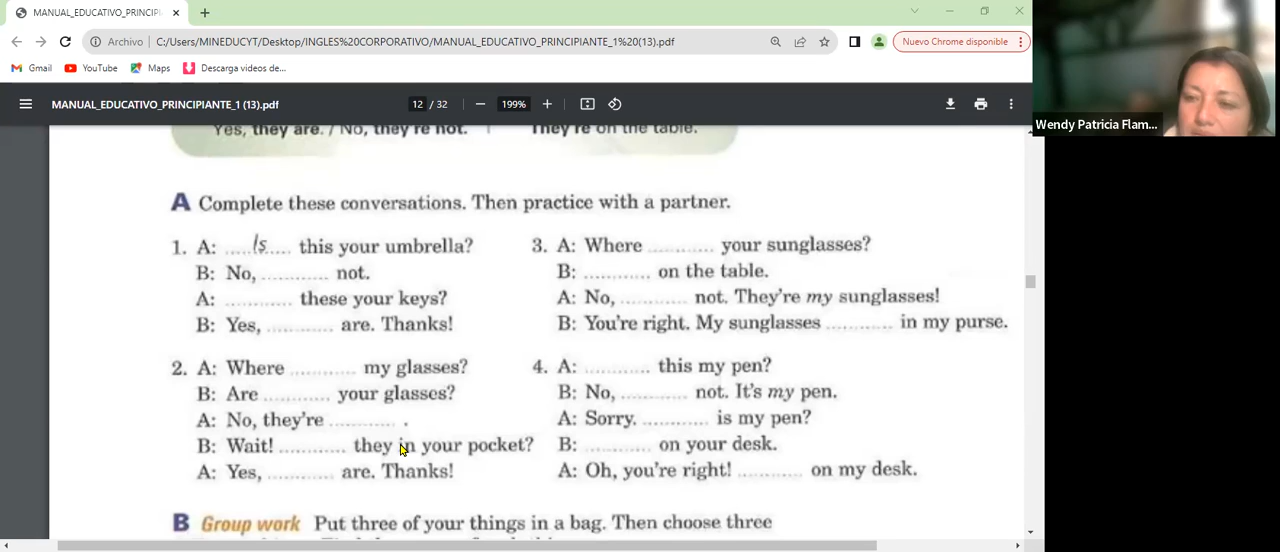 MANUAL_EDUCATIVO_PRINCIPIANTE_1
Archivo C:/Users/MINEDUCYT/Desktop/INGLES%20CORPORATIVO/MANUAL_EDUCATIVO_PRINCIPIANTE_1%20(13).pdf
Nuevo Chrome disponible
Gmail YouTube Maps Descarga videos de...
MANUAL_EDUCATIVO_PRINCIPIANTE_1 (13).pdf
12 / 32
199%
Wendy Patricia Flam...
Yes, they are. / No, they're not. They're on the table.
A Complete these conversations. Then practice with a partner.
1. A: .....Is..... this your umbrella?
B: No, ............ not.
A: ............ these your keys?
B: Yes, ............ are. Thanks!
2. A: Where ............ my glasses?
B: Are ............ your glasses?
A: No, they're ............ .
B: Wait! ............ they in your pocket?
A: Yes, ............ are. Thanks!
3. A: Where ............ your sunglasses?
B: ............ on the table.
A: No, ............ not. They're my sunglasses!
B: You're right. My sunglasses ............ in my purse.
4. A: ............ this my pen?
B: No, ............ not. It's my pen.
A: Sorry. ............ is my pen?
B: ............ on your desk.
A: Oh, you're right! ............ on my desk.
B Group work Put three of your things in a bag. Then choose three